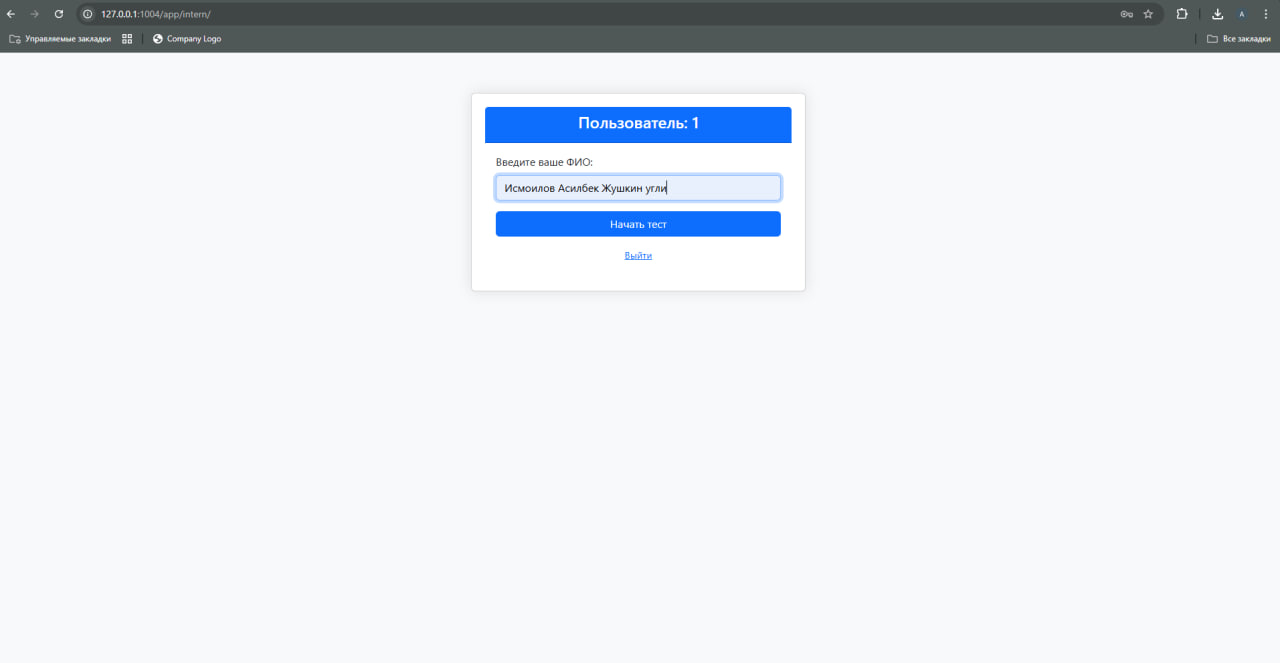 127.0.0.1:1004/app/intern/
A
Управляемые закладки
Company Logo
Все закладки
Пользователь: 1
Введите ваше ФИО:
Исмоилов Асилбек Жушкин угли
Начать тест
Выйти